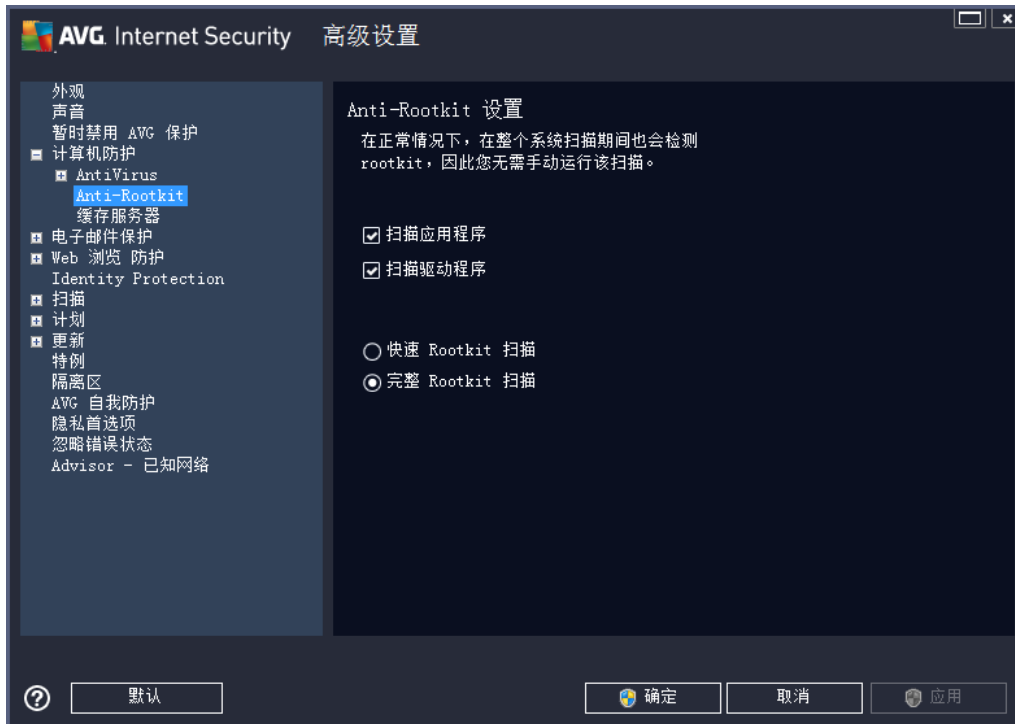 AVG Internet Security 高级设置
外观
声音
暂时禁用 AVG 保护
计算机防护
AntiVirus
Anti-Rootkit
缓存服务器
电子邮件保护
Web 浏览 防护
Identity Protection
扫描
计划
更新
特例
隔离区
AVG 自我防护
隐私首选项
忽略错误状态
Advisor - 已知网络
Anti-Rootkit 设置
在正常情况下，在整个系统扫描期间也会检测
rootkit，因此您无需手动运行该扫描。
扫描应用程序
扫描驱动程序
快速 Rootkit 扫描
完整 Rootkit 扫描
默认
确定
取消
应用